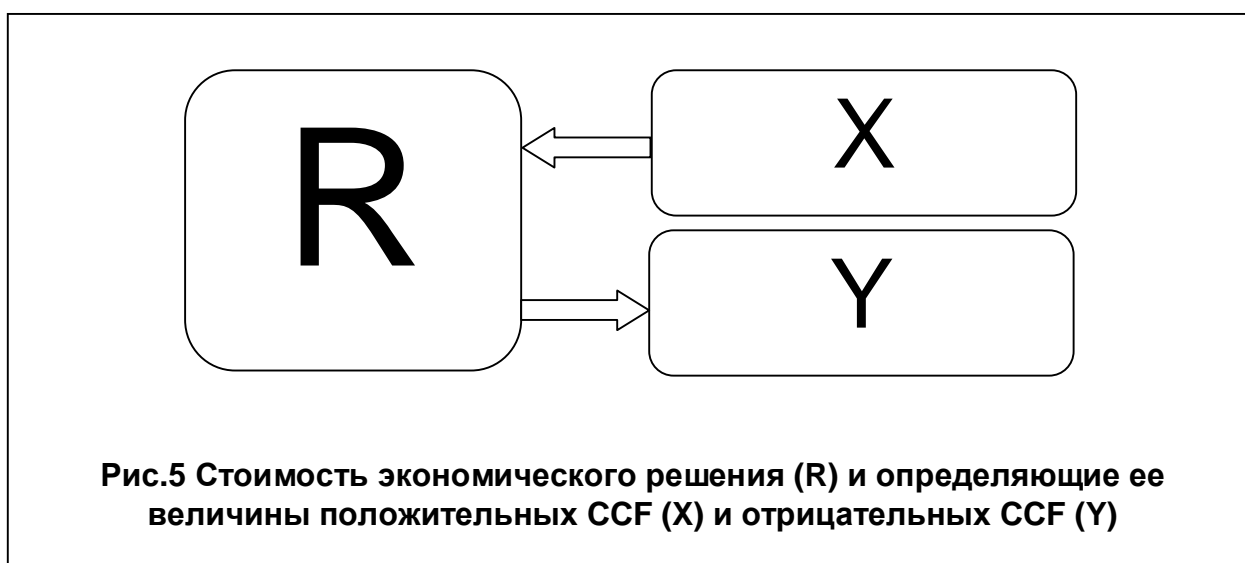 R
X
Y
Рис.5 Стоимость экономического решения (R) и определяющие ее
величины положительных CCF (X) и отрицательных CCF (Y)